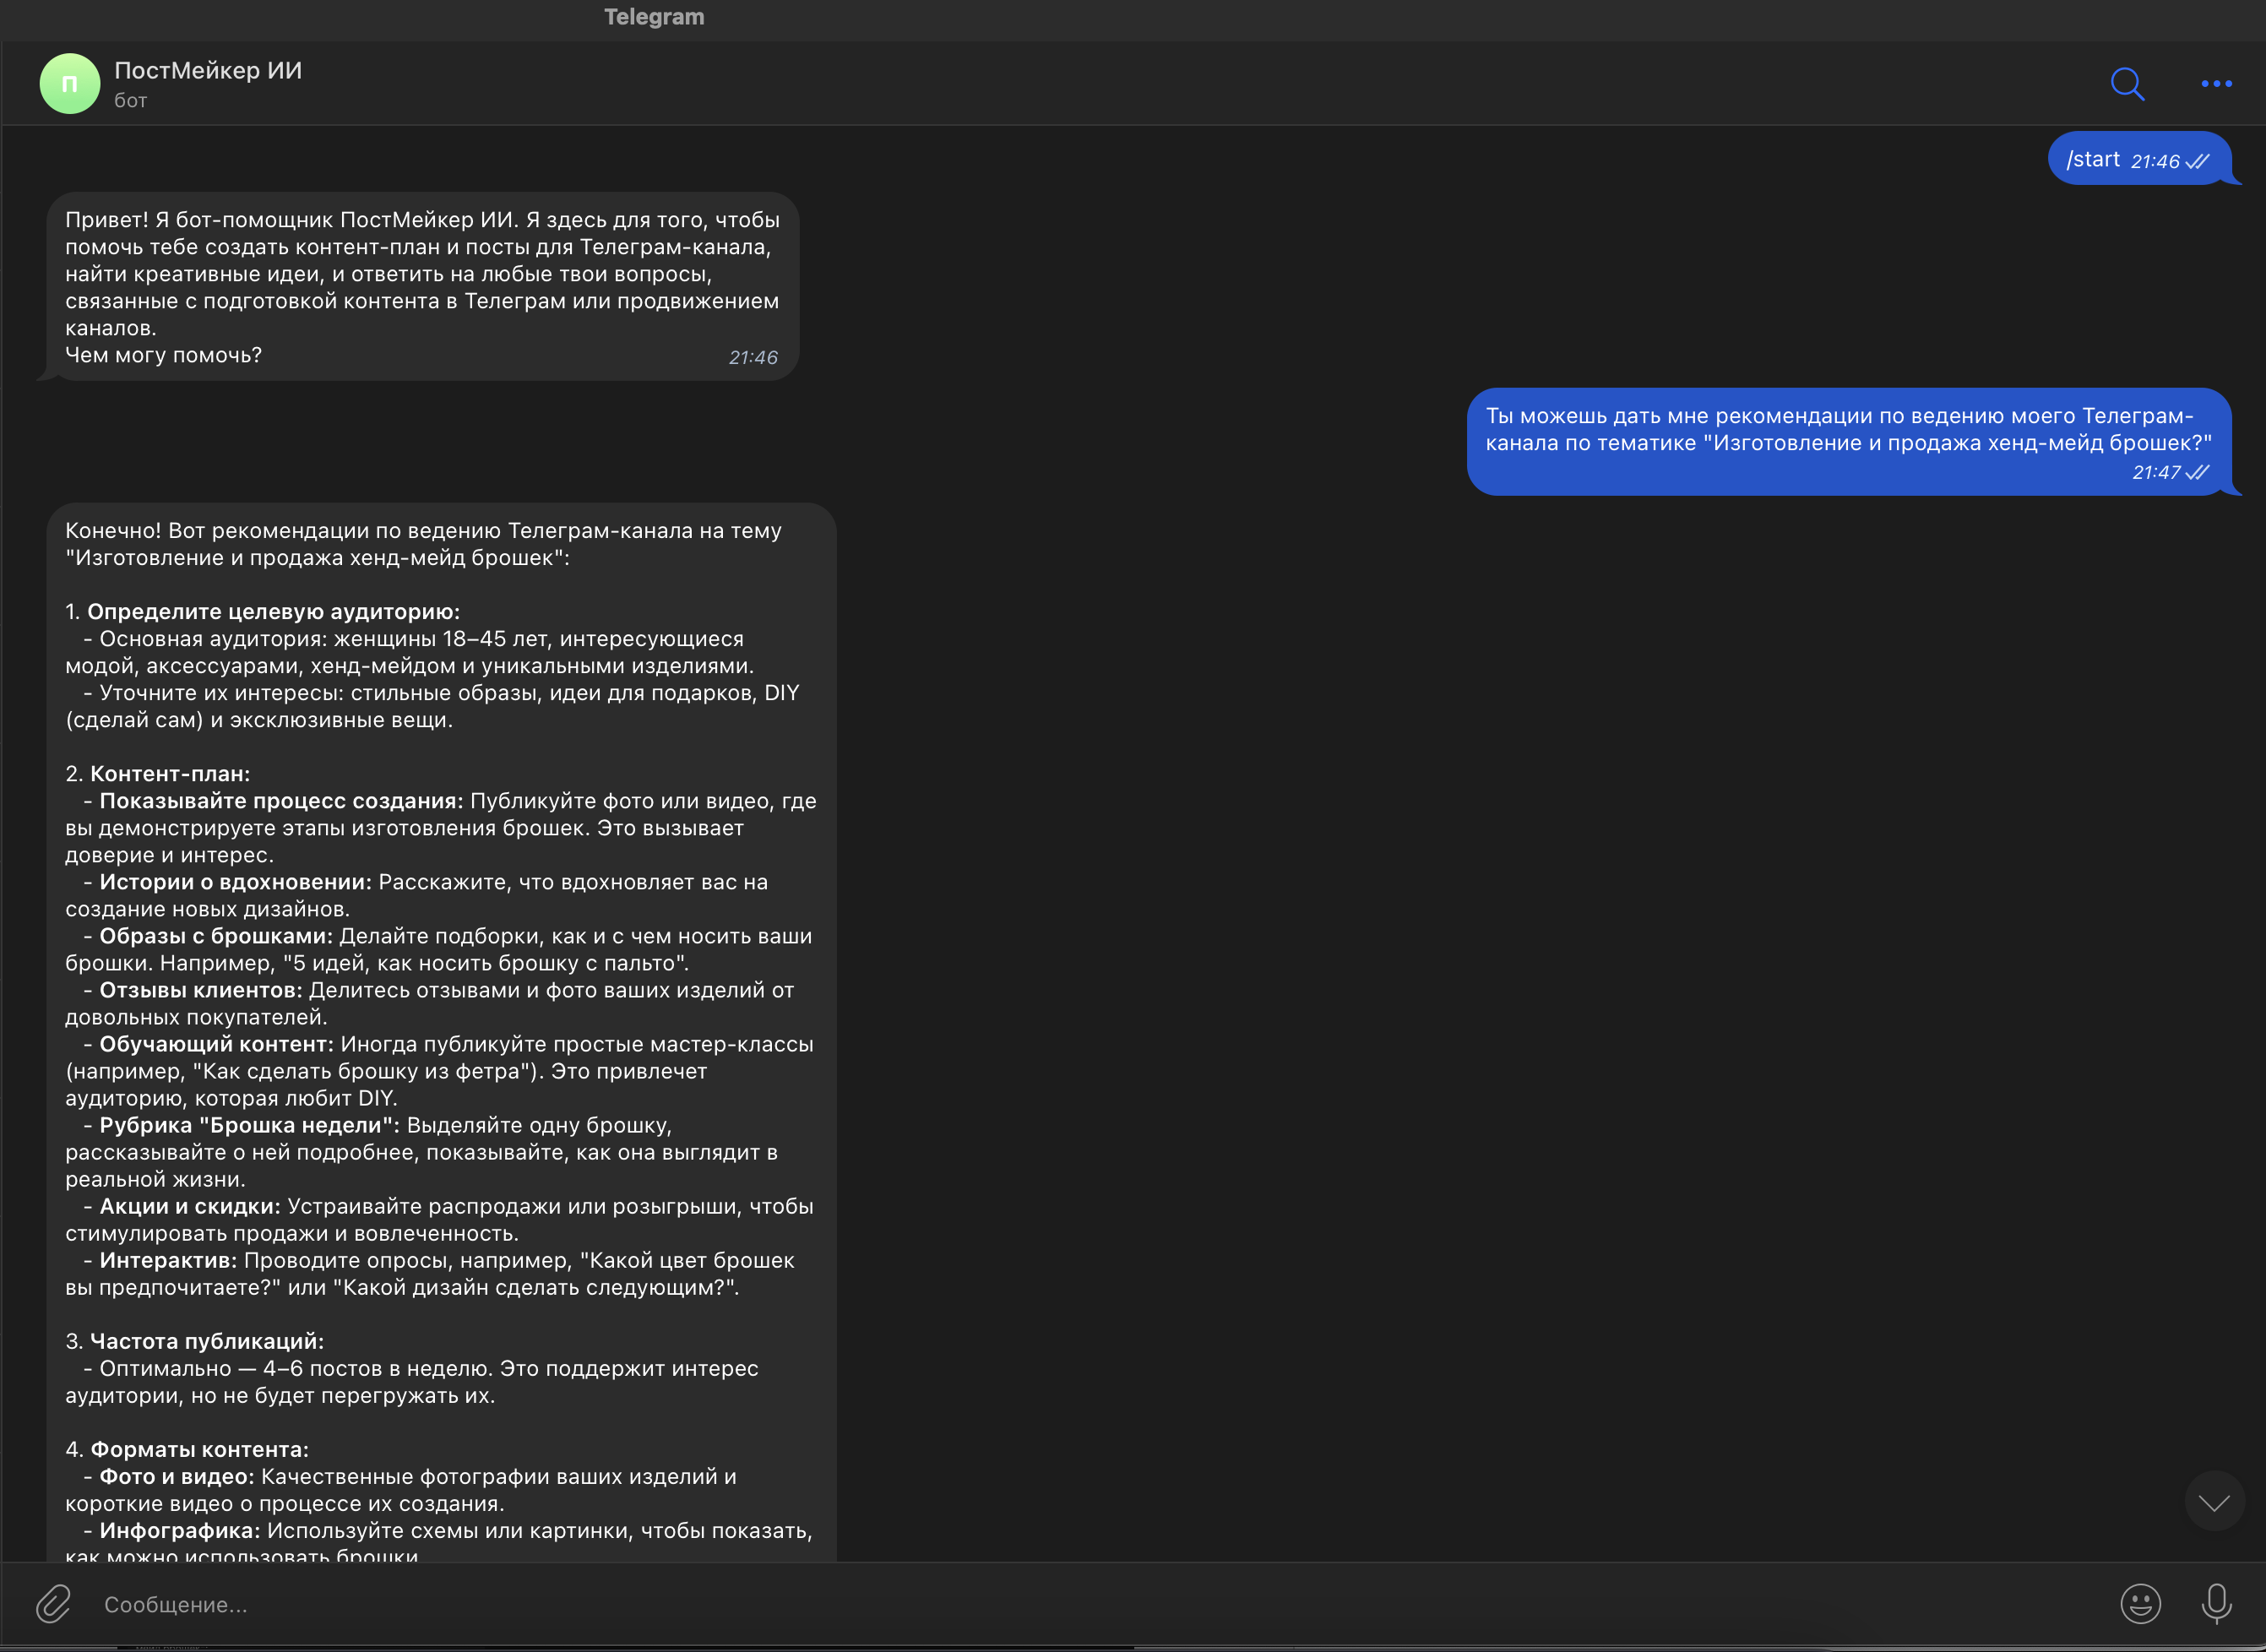 Telegram
П
ПостМейкер ИИ
бот
/start 21:46
Привет! Я бот-помощник ПостМейкер ИИ. Я здесь для того, чтобы
помочь тебе создать контент-план и посты для Телеграм-канала,
найти креативные идеи, и ответить на любые твои вопросы,
связанные с подготовкой контента в Телеграм или продвижением
каналов.
Чем могу помочь?
21:46
Ты можешь дать мне рекомендации по ведению моего Телеграм-
канала по тематике "Изготовление и продажа хенд-мейд брошек?"
21:47
Конечно! Вот рекомендации по ведению Телеграм-канала на тему
"Изготовление и продажа хенд-мейд брошек":
1. Определите целевую аудиторию:
- Основная аудитория: женщины 18–45 лет, интересующиеся
модой, аксессуарами, хенд-мейдом и уникальными изделиями.
- Уточните их интересы: стильные образы, идеи для подарков, DIY
(сделай сам) и эксклюзивные вещи.
2. Контент-план:
- Показывайте процесс создания: Публикуйте фото или видео, где
вы демонстрируете этапы изготовления брошек. Это вызывает
доверие и интерес.
- Истории о вдохновении: Расскажите, что вдохновляет вас на
создание новых дизайнов.
- Образы с брошками: Делайте подборки, как и с чем носить ваши
брошки. Например, "5 идей, как носить брошку с пальто".
- Отзывы клиентов: Делитесь отзывами и фото ваших изделий от
довольных покупателей.
- Обучающий контент: Иногда публикуйте простые мастер-классы
(например, "Как сделать брошку из фетра"). Это привлечет
аудиторию, которая любит DIY.
- Рубрика "Брошка недели": Выделяйте одну брошку,
рассказывайте о ней подробнее, показывайте, как она выглядит в
реальной жизни.
- Акции и скидки: Устраивайте распродажи или розыгрыши, чтобы
стимулировать продажи и вовлеченность.
- Интерактив: Проводите опросы, например, "Какой цвет брошек
вы предпочитаете?" или "Какой дизайн сделать следующим?".
3. Частота публикаций:
- Оптимально — 4–6 постов в неделю. Это поддержит интерес
аудитории, но не будет перегружать их.
4. Форматы контента:
- Фото и видео: Качественные фотографии ваших изделий и
короткие видео о процессе их создания.
- Инфографика: Используйте схемы или картинки, чтобы показать,
как можно использовать брошки
Сообщение...